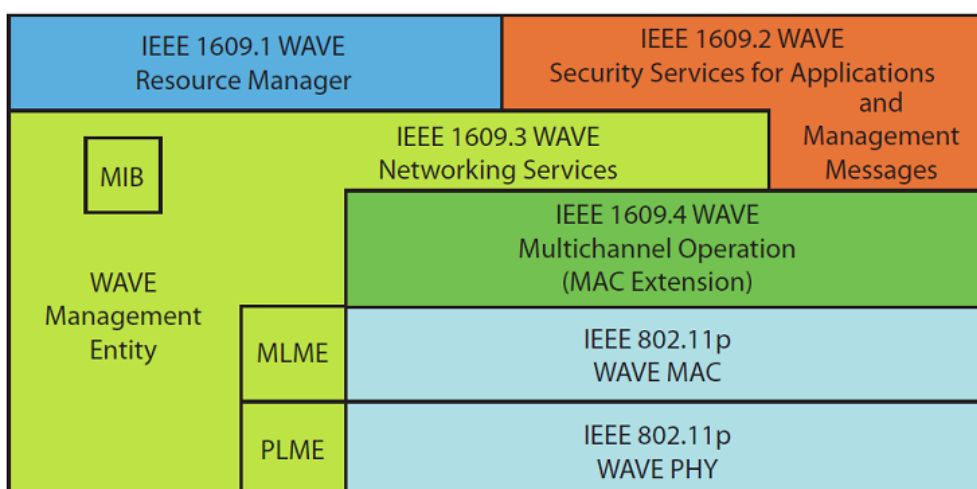 IEEE 1609.1 WAVE
Resource Manager
IEEE 1609.2 WAVE
Security Services for Applications
and
Management
Messages
IEEE 1609.3 WAVE
Networking Services
MIB
IEEE 1609.4 WAVE
Multichannel Operation
(MAC Extension)
WAVE
Management
Entity
MLME
IEEE 802.11p
WAVE MAC
PLME
IEEE 802.11p
WAVE PHY